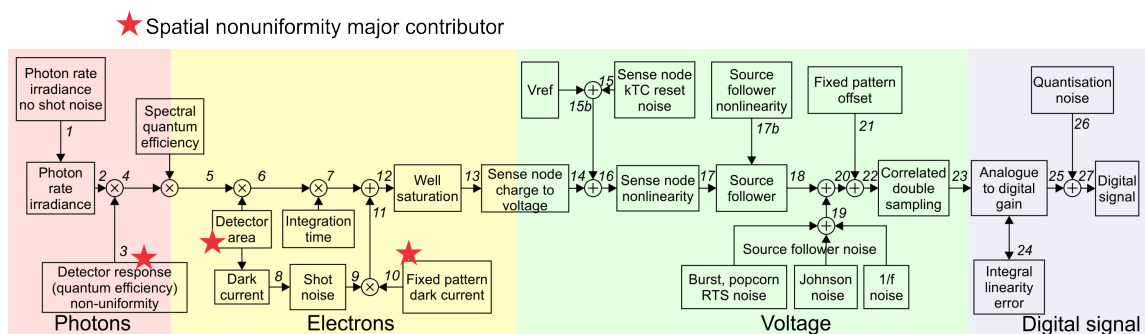 Spatial nonuniformity major contributor
Photon rate
irradiance
no shot noise
1
Photon rate
irradiance
2
4
3
Detector response
(quantum efficiency)
non-uniformity
Photons
Spectral
quantum
efficiency
5
6
7
Detector
area
Integration
time
Dark
current
8
Shot
noise
9
10
Fixed pattern
dark current
11
12
Well
saturation
13
Electrons
Sense node
charge to
voltage
14
Vref
15
15b
Sense node
kTC reset
noise
16
Sense node
nonlinearity
17
Source
follower
nonlinearity
17b
Source
follower
18
19
Source follower noise
Burst, popcorn
RTS noise
Johnson
noise
1/f
noise
20
Fixed pattern
offset
21
22
Correlated
double
sampling
23
Voltage
Analogue
to digital
gain
24
Integral
linearity
error
25
Quantisation
noise
26
27
Digital
signal
Digital signal